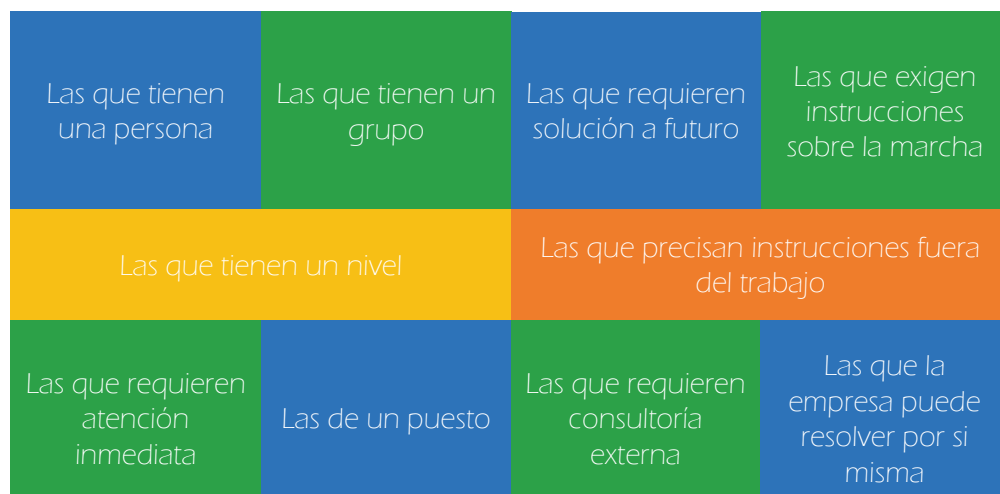 Las que tienen
una persona
Las que tienen un
grupo
Las que requieren
solución a futuro
Las que exigen
instrucciones
sobre la marcha
Las que tienen un nivel
Las que precisan instrucciones fuera
del trabajo
Las que requieren
atención
inmediata
Las de un puesto
Las que requieren
consultoría
externa
Las que la
empresa puede
resolver por si
misma